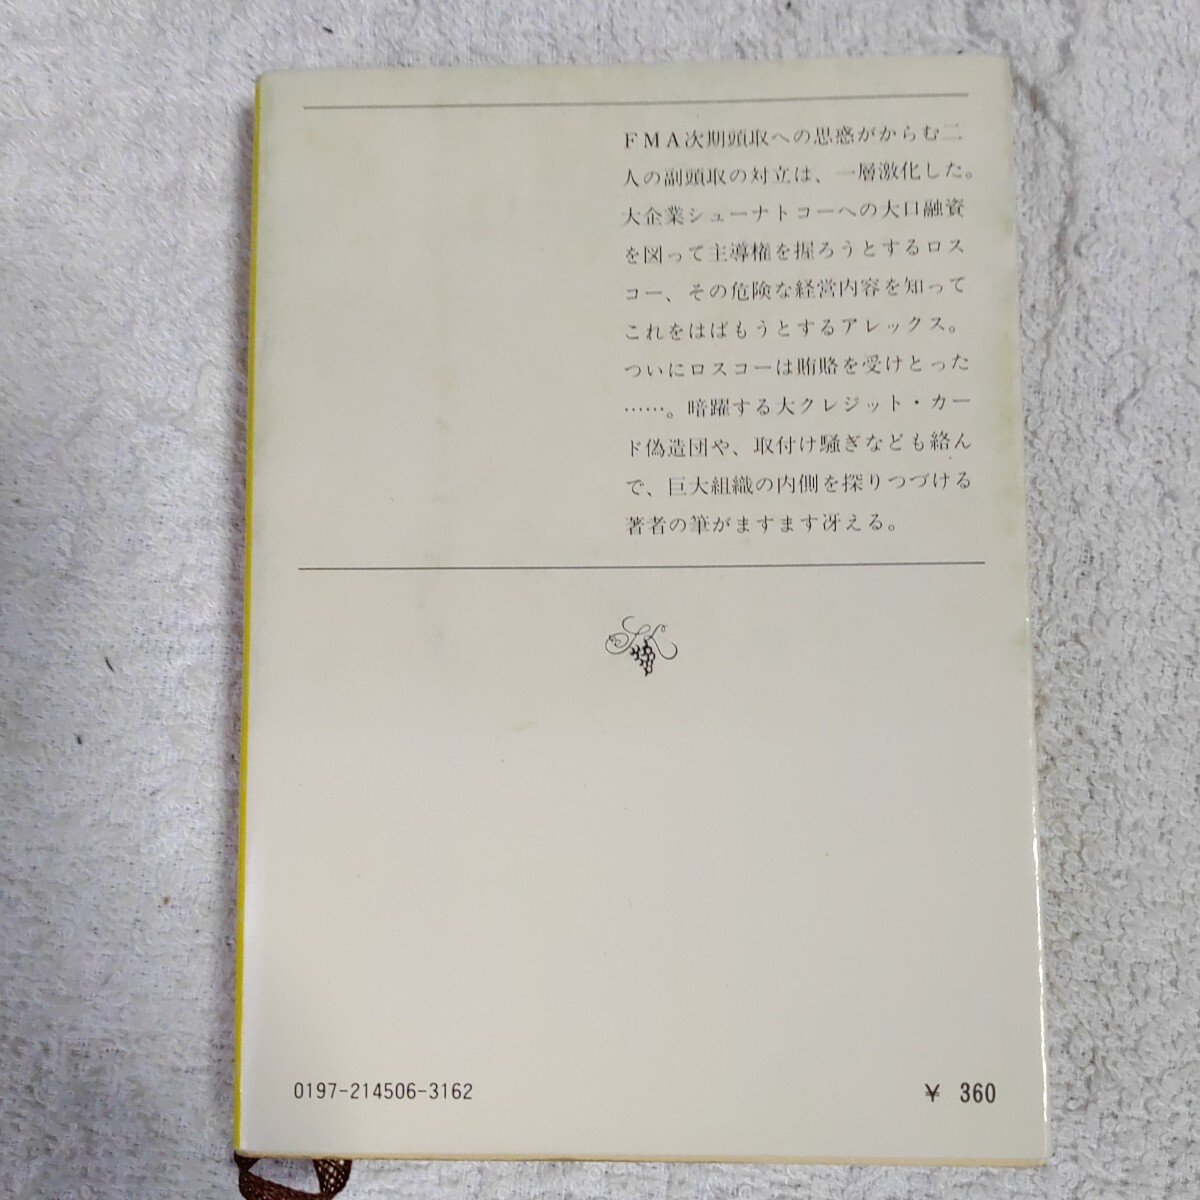 FMA次期頭取への思惑がからむ二
人の副頭取の対立は、一層激化した。
大企業シューナトコーへの大口融資
を図って主導権を握ろうとするロス
コー、その危険な経営内容を知って
これをはばもうとするアレックス。
ついにロスコーは賄賂を受けとった
……。暗躍する大クレジット・カー
ド偽造団や、取付け騒ぎなども絡ん
で、巨大組織の内側を探りつづける
著者の筆がますます冴える。
0197-214506-3162
¥ 360